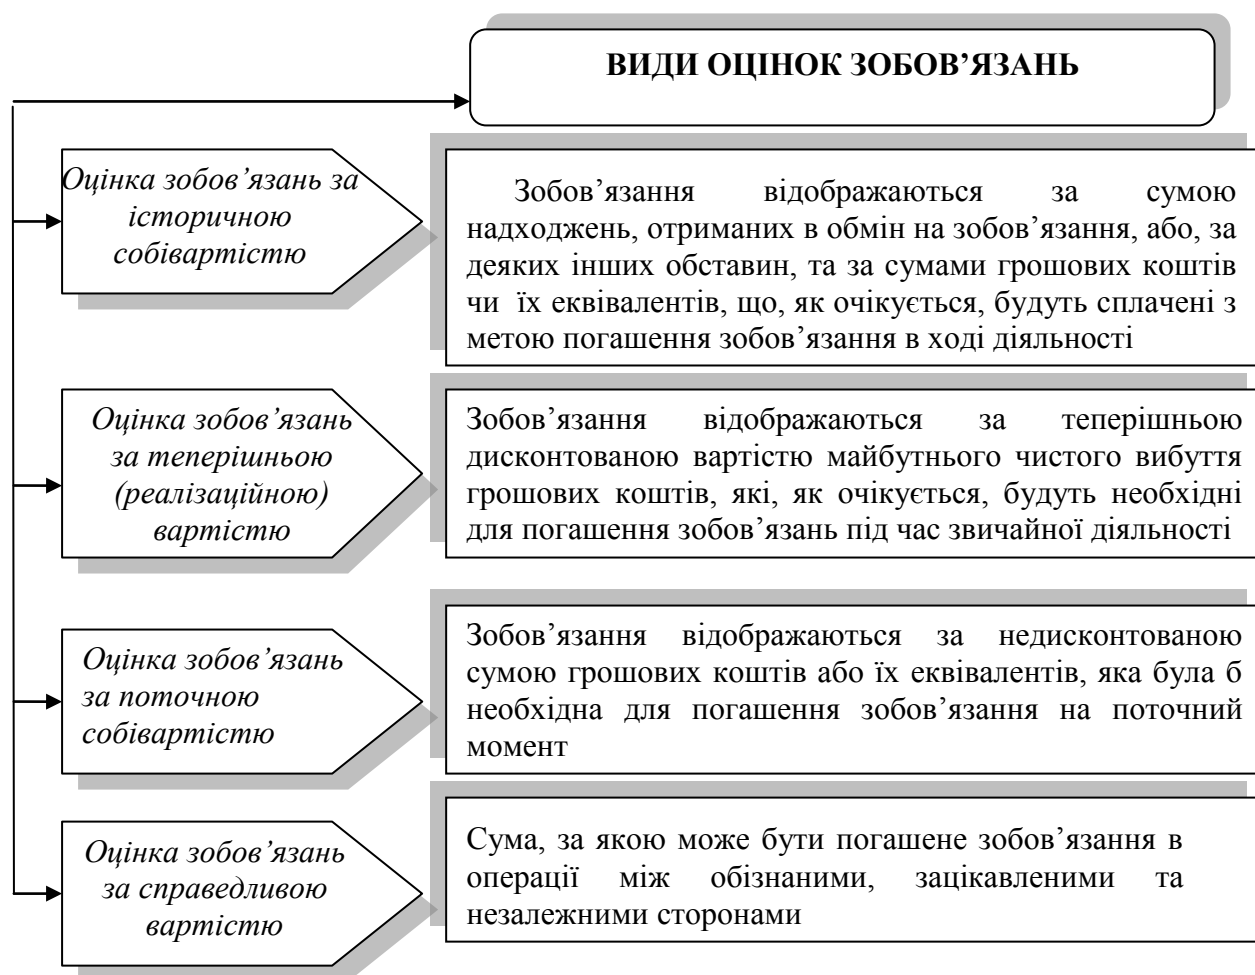 ВИДИ ОЦІНОК ЗОБОВ’ЯЗАНЬ
Оцінка зобов’язань за
історичною
собівартістю
Зобов’язання відображаються за сумою
надходжень, отриманих в обмін на зобов’язання, або, за
деяких інших обставин, та за сумами грошових коштів
чи їх еквівалентів, що, як очікується, будуть сплачені з
метою погашення зобов’язання в ході діяльності
Оцінка зобов’язань
за теперішньою
(реалізаційною)
вартістю
Зобов’язання відображаються за теперішньою
дисконтованою вартістю майбутнього чистого вибуття
грошових коштів, які, як очікується, будуть необхідні
для погашення зобов’язань під час звичайної діяльності
Оцінка зобов’язань
за поточною
собівартістю
Зобов’язання відображаються за недисконтованою
сумою грошових коштів або їх еквівалентів, яка була б
необхідна для погашення зобов’язання на поточний
момент
Оцінка зобов’язань
за справедливою
вартістю
Сума, за якою може бути погашене зобов’язання в
операції між обізнаними, зацікавленими та
незалежними сторонами